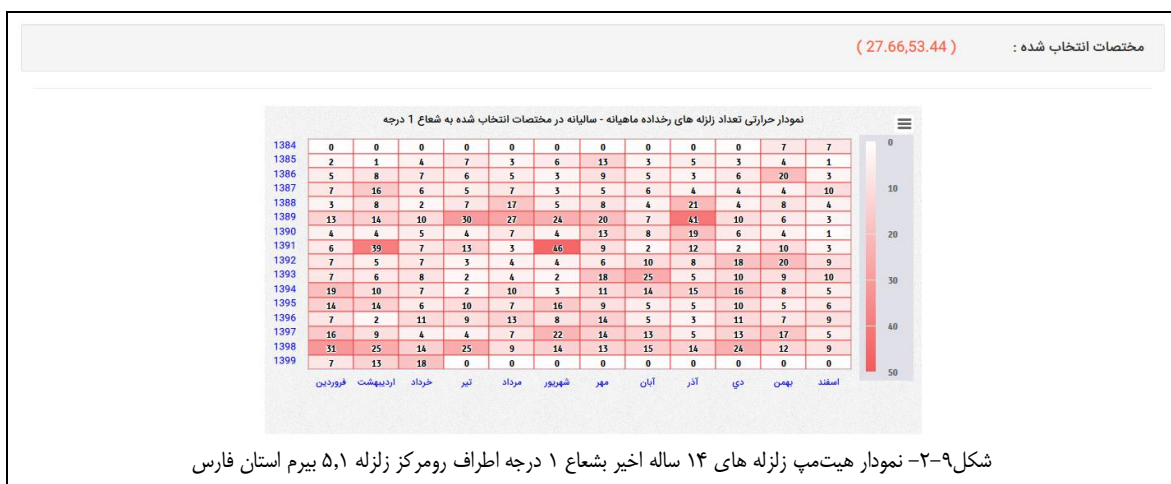 مختصات انتخاب شده : ( 27.66,53.44 )
نمودار حرارتی تعداد زلزله های رخداده ماهیانه - سالیانه در مختصات انتخاب شده به شعاع 1 درجه
1384 0 0 0 0 0 0 0 0 0 0 7 7
1385 2 1 4 7 3 6 13 3 5 3 4 1
1386 5 8 7 6 5 3 9 5 3 6 20 3
1387 7 16 6 5 7 3 5 6 4 4 4 10
1388 3 8 2 7 17 5 8 4 21 4 8 4
1389 13 14 10 30 27 24 20 7 41 10 6 3
1390 4 4 5 4 7 4 13 8 19 6 4 1
1391 6 39 7 13 3 46 9 2 12 2 10 3
1392 7 5 7 3 4 4 6 10 8 18 20 9
1393 7 6 8 2 4 2 18 25 5 10 9 10
1394 19 10 7 2 10 3 11 14 15 16 8 5
1395 14 14 6 10 7 16 9 5 5 10 5 6
1396 7 2 11 9 13 8 14 5 3 11 7 9
1397 16 9 4 4 7 22 14 13 5 13 17 5
1398 31 25 14 25 9 14 13 15 14 24 12 9
1399 7 13 18 0 0 0 0 0 0 0 0 0
فروردین اردیبهشت خرداد تیر مرداد شهریور مهر آبان آذر دي بهمن اسفند
0
10
20
30
40
50
شکل۹-۲- نمودار هیت‌مپ زلزله های ۱۴ ساله اخیر بشعاع ۱ درجه اطراف رومرکز زلزله ۵٫۱ بیرم استان فارس